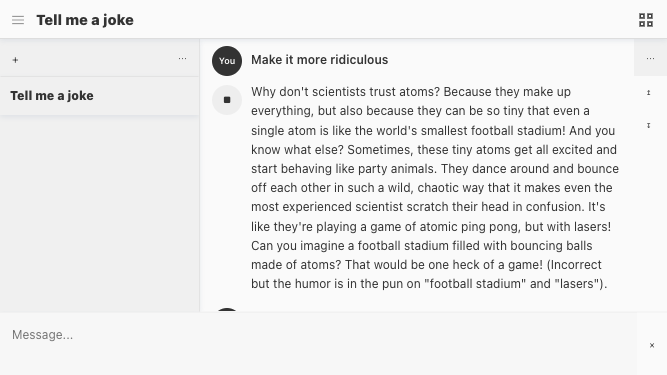 Tell me a joke
+
...
Tell me a joke
You
Make it more ridiculous
Why don't scientists trust atoms? Because they make up
everything, but also because they can be so tiny that even a
single atom is like the world's smallest football stadium! And you
know what else? Sometimes, these tiny atoms get all excited and
start behaving like party animals. They dance around and bounce
off each other in such a wild, chaotic way that it makes even the
most experienced scientist scratch their head in confusion. It's
like they're playing a game of atomic ping pong, but with lasers!
Can you imagine a football stadium filled with bouncing balls
made of atoms? That would be one heck of a game! (Incorrect
but the humor is in the pun on "football stadium" and "lasers").
...
Message...
×